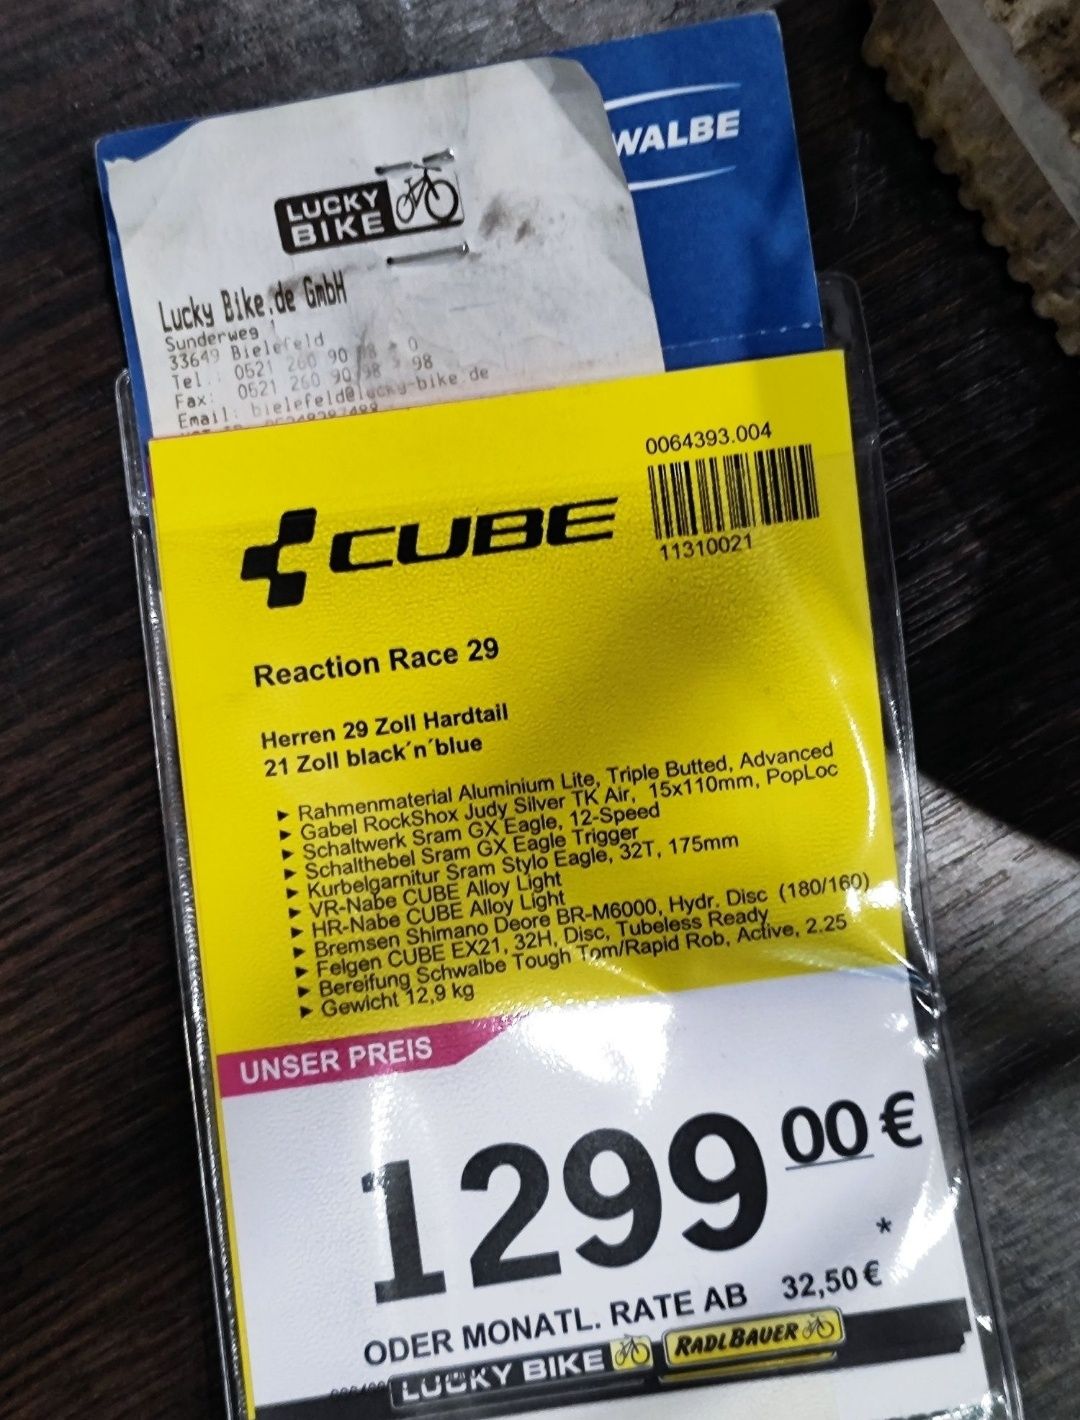 WALBE
LUCKY
BIKE
Lucky Bike.de GmbH
Sunderweg 1
33649 Bielefeld
Tel.: 0521 260 90 98 - 0
Fax: 0521 260 90 98 - 98
Email: bielefeld@lucky-bike.de
0064393.004
CUBE
11310021
Reaction Race 29
Herren 29 Zoll Hardtail
21 Zoll black´n´blue
► Rahmenmaterial Aluminium Lite, Triple Butted, Advanced
► Gabel RockShox Judy Silver TK Air, 15x110mm, PopLoc
► Schaltwerk Sram GX Eagle, 12-Speed
► Schalthebel Sram GX Eagle Trigger
► Kurbelgarnitur Sram Stylo Eagle, 32T, 175mm
► VR-Nabe CUBE Alloy Light
► HR-Nabe CUBE Alloy Light
► Bremsen Shimano Deore BR-M6000, Hydr. Disc (180/160)
► Felgen CUBE EX21, 32H, Disc, Tubeless Ready
► Bereifung Schwalbe Tough Tom/Rapid Rob, Active, 2.25
► Gewicht 12,9 kg
UNSER PREIS
1299 00 €
*
ODER MONATL. RATE AB 32,50 €
LUCKY BIKE RADLBAUER